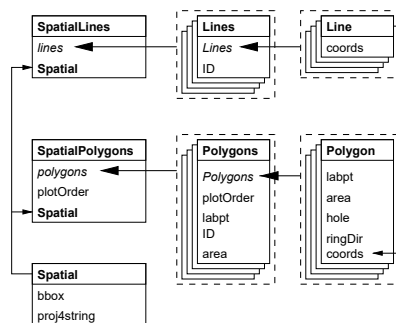 SpatialLines
lines
Spatial
Lines
Lines
ID
Line
coords
SpatialPolygons
polygons
plotOrder
Spatial
Polygons
Polygons
plotOrder
labpt
ID
area
Polygon
labpt
area
hole
ringDir
coords
Spatial
bbox
proj4string